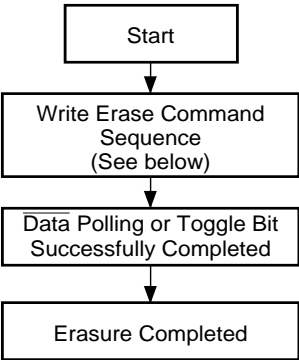 Start
Write Erase Command
Sequence
(See below)
Data Polling or Toggle Bit
Successfully Completed
Erasure Completed